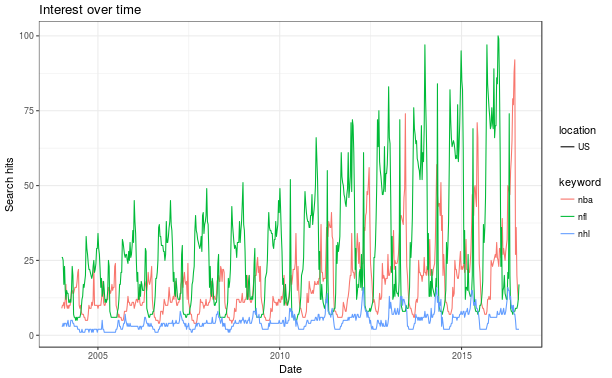 Interest over time
100
75
50
25
0
Search hits
2005
2010
2015
Date
location
US
keyword
nba
nfl
nhl